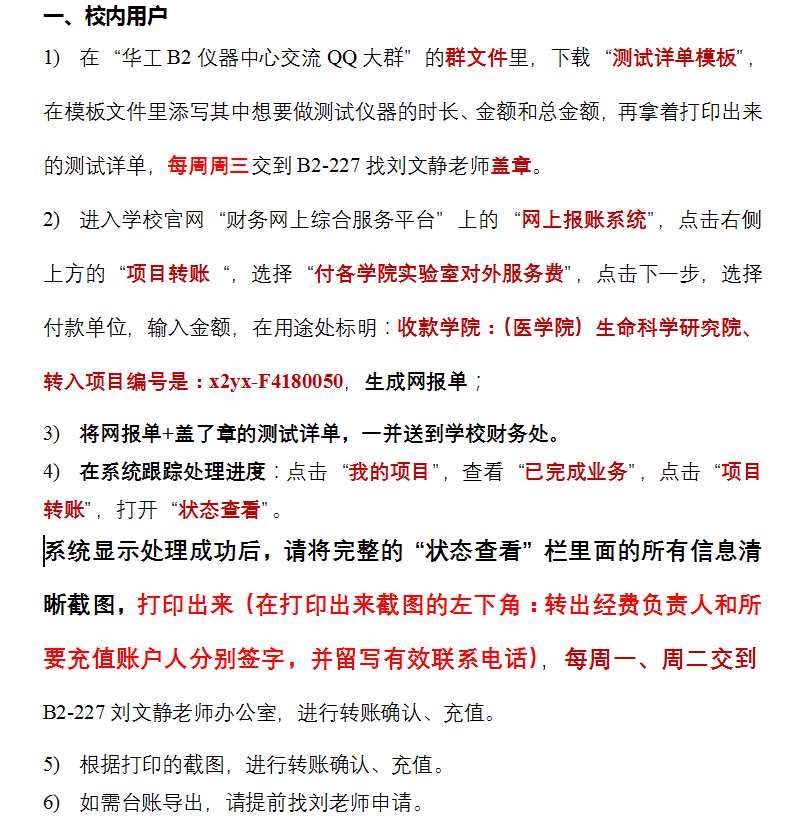 一、校内用户
1) 在“华工 B2 仪器中心交流 QQ 大群”的群文件里，下载“测试详单模板”，
在模板文件里添写其中想要做测试仪器的时长、金额和总金额，再拿着打印出来
的测试详单，每周周三交到 B2-227 找刘文静老师盖章。
2) 进入学校官网“财务网上综合服务平台”上的“网上报账系统”，点击右侧
上方的“项目转账“，选择“付各学院实验室对外服务费”，点击下一步，选择
付款单位，输入金额，在用途处标明：收款学院：（医学院）生命科学研究院、
转入项目编号是：x2yx-F4180050，生成网报单；
3) 将网报单+盖了章的测试详单，一并送到学校财务处。
4) 在系统跟踪处理进度：点击“我的项目”，查看“已完成业务”，点击“项目
转账”，打开“状态查看”。
系统显示处理成功后，请将完整的“状态查看”栏里面的所有信息清
晰截图，打印出来（在打印出来截图的左下角：转出经费负责人和所
要充值账户人分别签字，并留写有效联系电话），每周一、周二交到
B2-227 刘文静老师办公室，进行转账确认、充值。
5) 根据打印的截图，进行转账确认、充值。
6) 如需台账导出，请提前找刘老师申请。